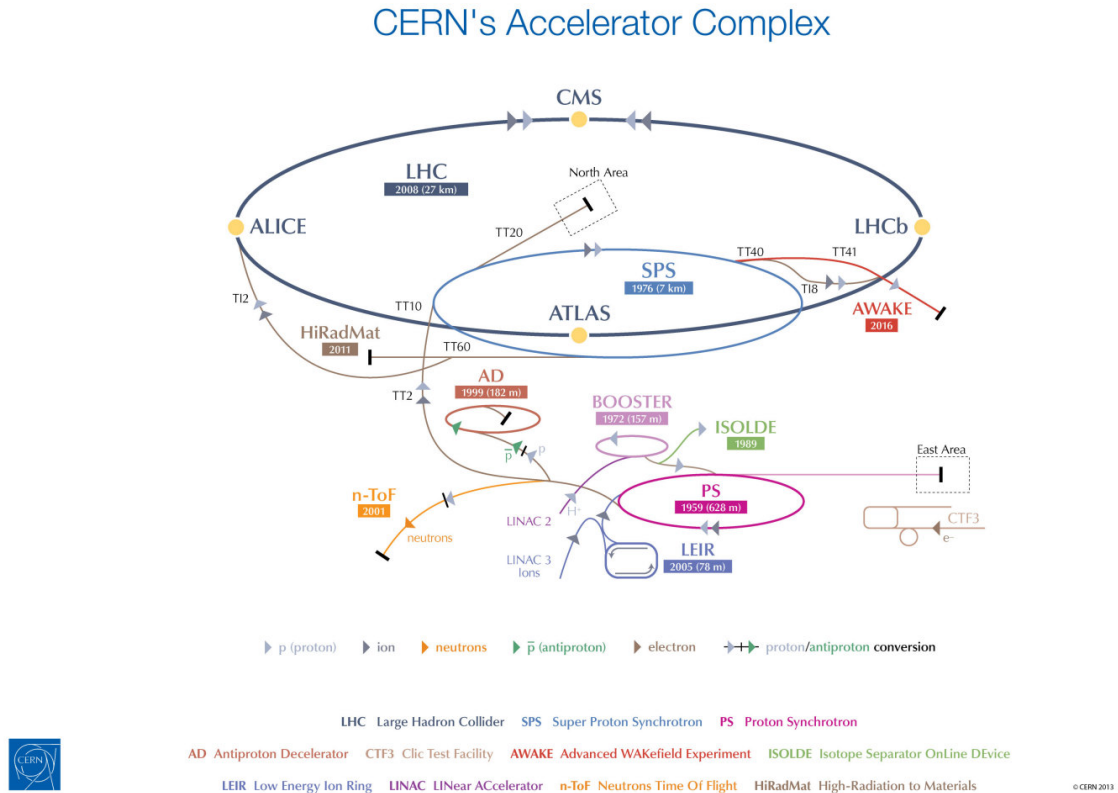 CERN's Accelerator Complex
CMS
LHC
2008 (27 km)
North Area
ALICE
LHCb
TT20
TT40
TT41
SPS
1976 (7 km)
TI8
TI2
TT10
ATLAS
AWAKE
2016
HiRadMat
2011
TT60
AD
1999 (182 m)
TT2
BOOSTER
1972 (157 m)
ISOLDE
1989
p
p̅
East Area
n-ToF
2001
PS
1959 (628 m)
H⁺
LINAC 2
neutrons
CTF3
e⁻
LEIR
2005 (78 m)
LINAC 3
Ions
p (proton) ion neutrons p̅ (antiproton) electron proton/antiproton conversion
LHC Large Hadron Collider SPS Super Proton Synchrotron PS Proton Synchrotron
AD Antiproton Decelerator CTF3 Clic Test Facility AWAKE Advanced WAKefield Experiment ISOLDE Isotope Separator OnLine DEvice
LEIR Low Energy Ion Ring LINAC LINear ACcelerator n-ToF Neutrons Time Of Flight HiRadMat High-Radiation to Materials
CERN
© CERN 2013